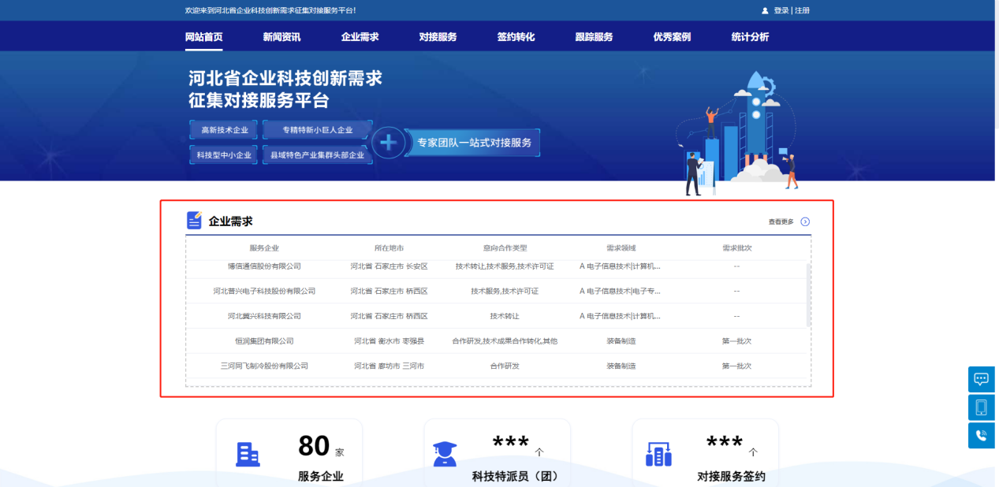 欢迎来到河北省企业科技创新需求征集对接服务平台!
登录 | 注册
网站首页 新闻资讯 企业需求 对接服务 签约转化 跟踪服务 优秀案例 统计分析
河北省企业科技创新需求
征集对接服务平台
高新技术企业 专精特新小巨人企业
专家团队一站式对接服务
科技型中小企业 县域特色产业集群头部企业
企业需求 查看更多
服务企业 所在地市 意向合作类型 需求领域 需求批次
博信通信股份有限公司 河北省 石家庄市 长安区 技术转让,技术服务,技术许可证 A 电子信息技术|计算机... --
河北普兴电子科技股份有限公司 河北省 石家庄市 桥西区 技术服务,技术许可证 A 电子信息技术|电子专... --
河北冀兴科技有限公司 河北省 石家庄市 桥西区 技术转让 A 电子信息技术|计算机... --
恒润集团有限公司 河北省 衡水市 枣强县 合作研发,技术成果合作转化,其他 装备制造 第一批次
三河同飞制冷股份有限公司 河北省 廊坊市 三河市 合作研发 装备制造 第一批次
80 家 *** 个 *** 个
服务企业 科技特派员（团） 对接服务签约